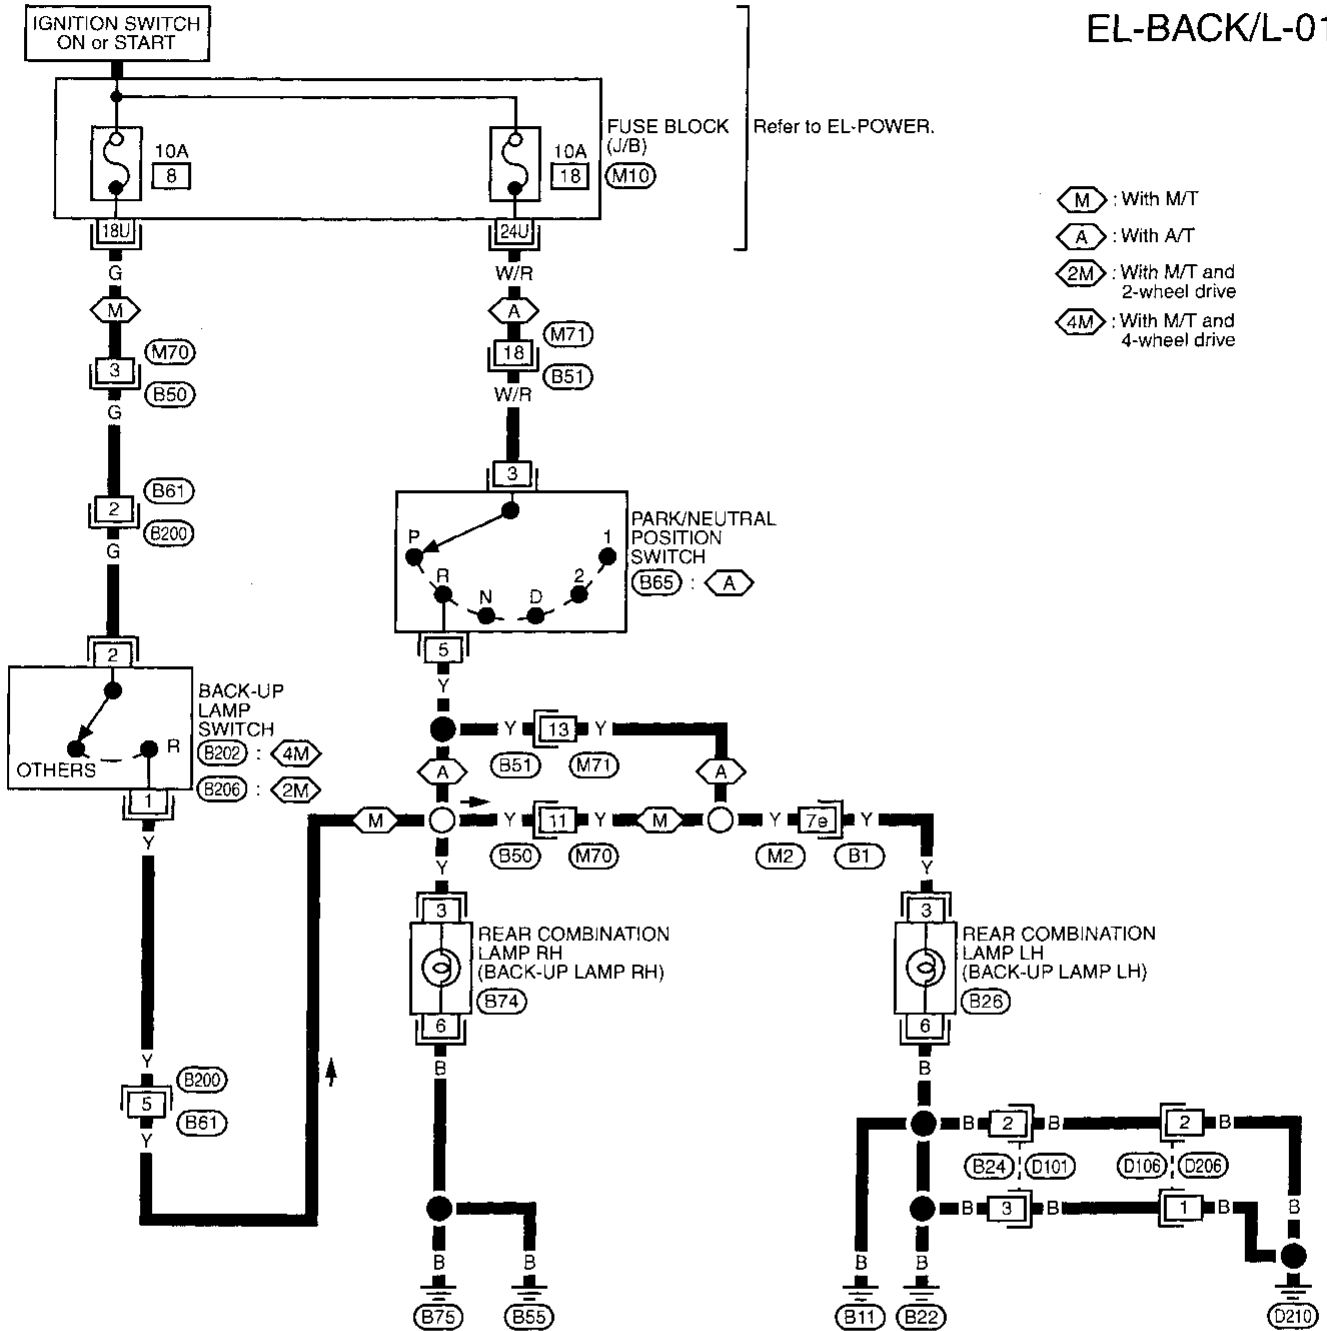 EL-BACK/L-01
IGNITION SWITCH
ON or START
FUSE BLOCK
(J/B)
M10
Refer to EL-POWER.
10A
8
10A
18
18U
24U
M : With M/T
A : With A/T
2M : With M/T and
2-wheel drive
4M : With M/T and
4-wheel drive
G
W/R
M
A
M70
3
B50
M71
18
B51
G
W/R
B61
2
B200
G
3
PARK/NEUTRAL
POSITION
SWITCH
B65 : A
P
R
N
D
2
1
5
Y
2
BACK-UP
LAMP
SWITCH
B202 : 4M
B206 : 2M
OTHERS
R
1
Y
Y 13 Y
B51 M71
A
A
M
Y 11 Y
M
Y 7e Y
B50 M70
M2 B1
Y
Y
3
REAR COMBINATION
LAMP RH
(BACK-UP LAMP RH)
B74
6
B
3
REAR COMBINATION
LAMP LH
(BACK-UP LAMP LH)
B26
6
B
Y
B200
5
B61
Y
B 2 B
2 B
B24 D101
D106 D206
B 3 B
1 B
B
B
B
B
B
B75
B55
B11
B22
D210